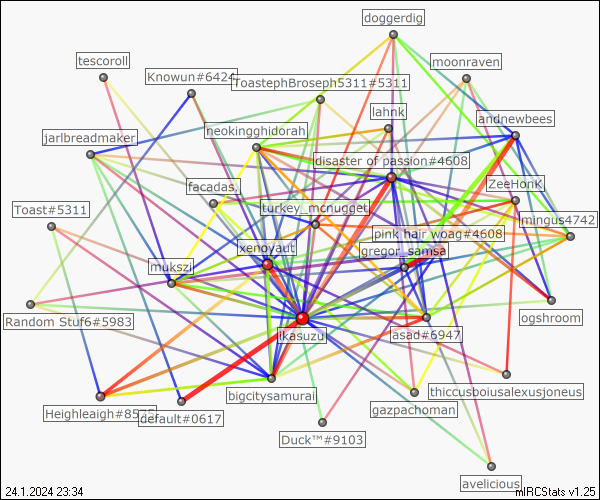 doggerdig
tescoroll
moonraven
Knowun#6424
ToastephBroseph5311#5311
lahnk
andnewbees
neokingghidorah
jarlbreadmaker
disaster of passion#4608
facadas.
ZeeHonK
Toast#5311
turkey_mcnugget
mingus4742
pink hair woag#4608
xenoyaut
gregor_samsa
mukszi
ogshroom
Random Stuf6#5983
ikasuzu
asad#6947
thiccusboiusalexusjoneus
bigcitysamurai
gazpachoman
default#0617
Duck™#9103
avelicious
24.1.2024 23:34
mIRCStats v1.25